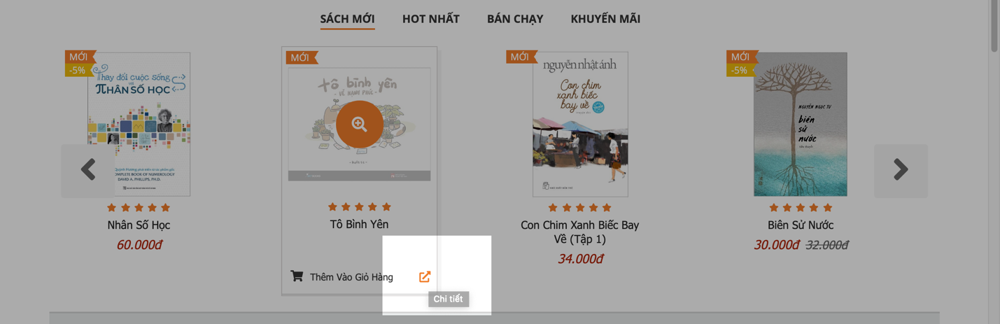 SÁCH MỚI HOT NHẤT BÁN CHẠY KHUYẾN MÃI
MỚI
-5%
Thay đổi cuộc sống
với
NHÂN SỐ HỌC
COMPLETE BOOK OF NUMEROLOGY
DAVID A. PHILLIPS, PH.D.
Nhân Số Học
60.000đ
MỚI
tô bình yên
- VẼ HẠNH PHÚC -
Tô Bình Yên
Thêm Vào Giỏ Hàng
Chi tiết
MỚI
nguyễn nhật ánh
Con chim
xanh biếc
bay về
truyện dài
Con Chim Xanh Biếc Bay
Về (Tập 1)
34.000đ
MỚI
-5%
NGUYỄN NGỌC TƯ
biên
sử
nước
tiểu thuyết
Biên Sử Nước
30.000đ 32.000đ